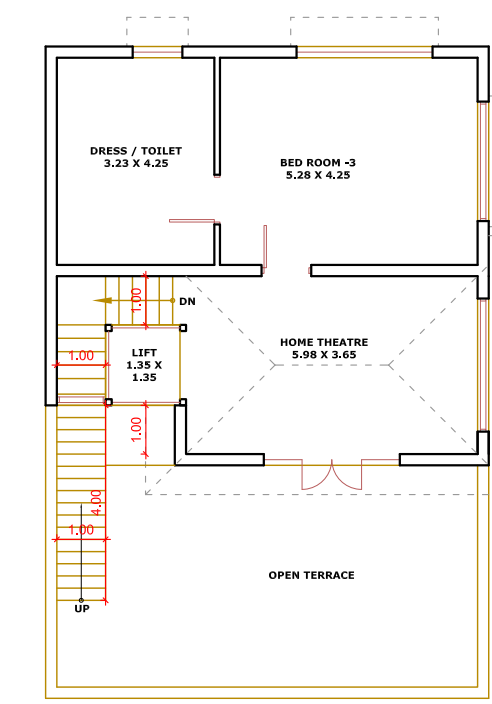 DRESS / TOILET
3.23 X 4.25
BED ROOM -3
5.28 X 4.25
DN
1.00
HOME THEATRE
5.98 X 3.65
LIFT
1.35 X
1.35
1.00
1.00
4.00
1.00
OPEN TERRACE
UP